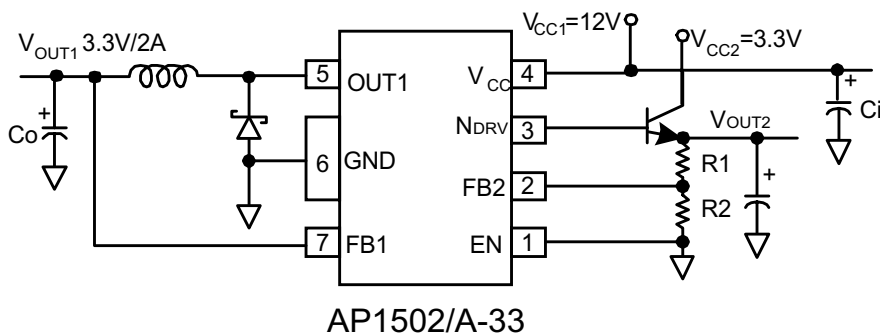 VCC1=12V
VOUT1 3.3V/2A
VCC2=3.3V
5 OUT1
VCC 4
+
Co
+
Ci
NDRV 3
VOUT2
6 GND
R1
+
FB2 2
R2
7 FB1
EN 1
AP1502/A-33